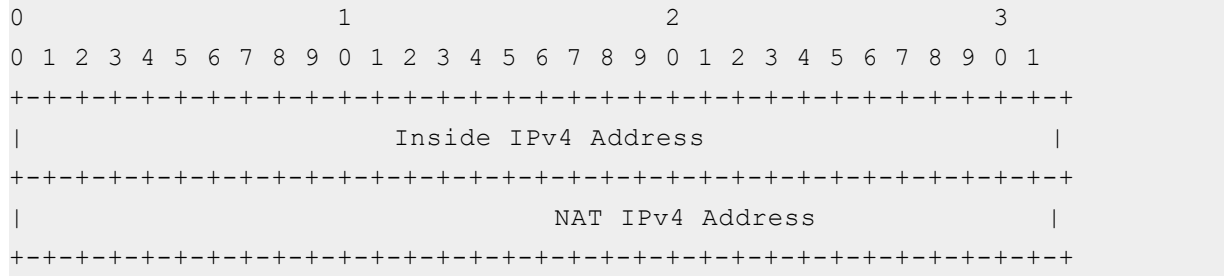 0                   1                   2                   3
0 1 2 3 4 5 6 7 8 9 0 1 2 3 4 5 6 7 8 9 0 1 2 3 4 5 6 7 8 9 0 1
+-+-+-+-+-+-+-+-+-+-+-+-+-+-+-+-+-+-+-+-+-+-+-+-+-+-+-+-+-+-+-+-+
|                      Inside IPv4 Address                     |
+-+-+-+-+-+-+-+-+-+-+-+-+-+-+-+-+-+-+-+-+-+-+-+-+-+-+-+-+-+-+-+-+
|                                NAT IPv4 Address              |
+-+-+-+-+-+-+-+-+-+-+-+-+-+-+-+-+-+-+-+-+-+-+-+-+-+-+-+-+-+-+-+-+